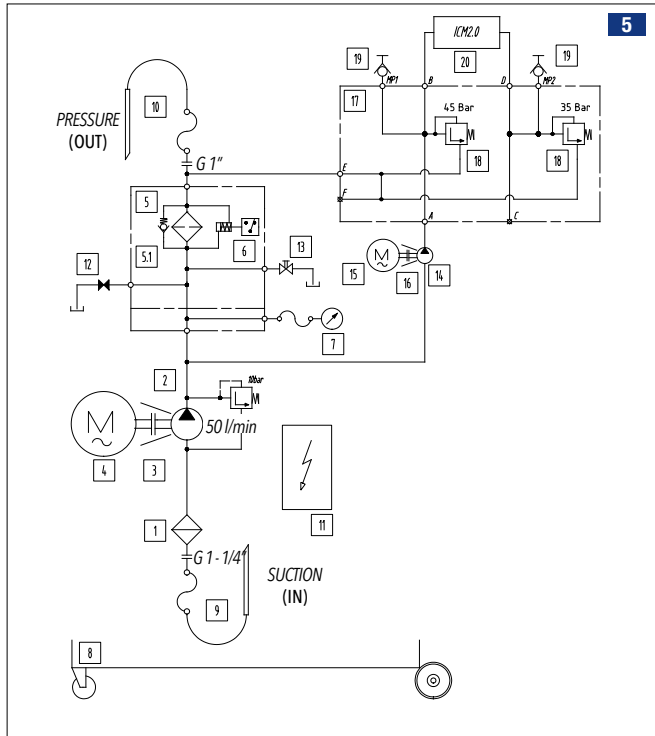 5
ICM2.0
19
20
19
MP1
B
D
MP2
17
10
45 Bar
35 Bar
PRESSURE
(OUT)
18
18
G 1"
E
F
5
6
13
A
C
5.1
12
15
16
14
7
2
10bar
M
M
50 l/min
4
3
11
1
G 1 - 1/4"
SUCTION
(IN)
9
8